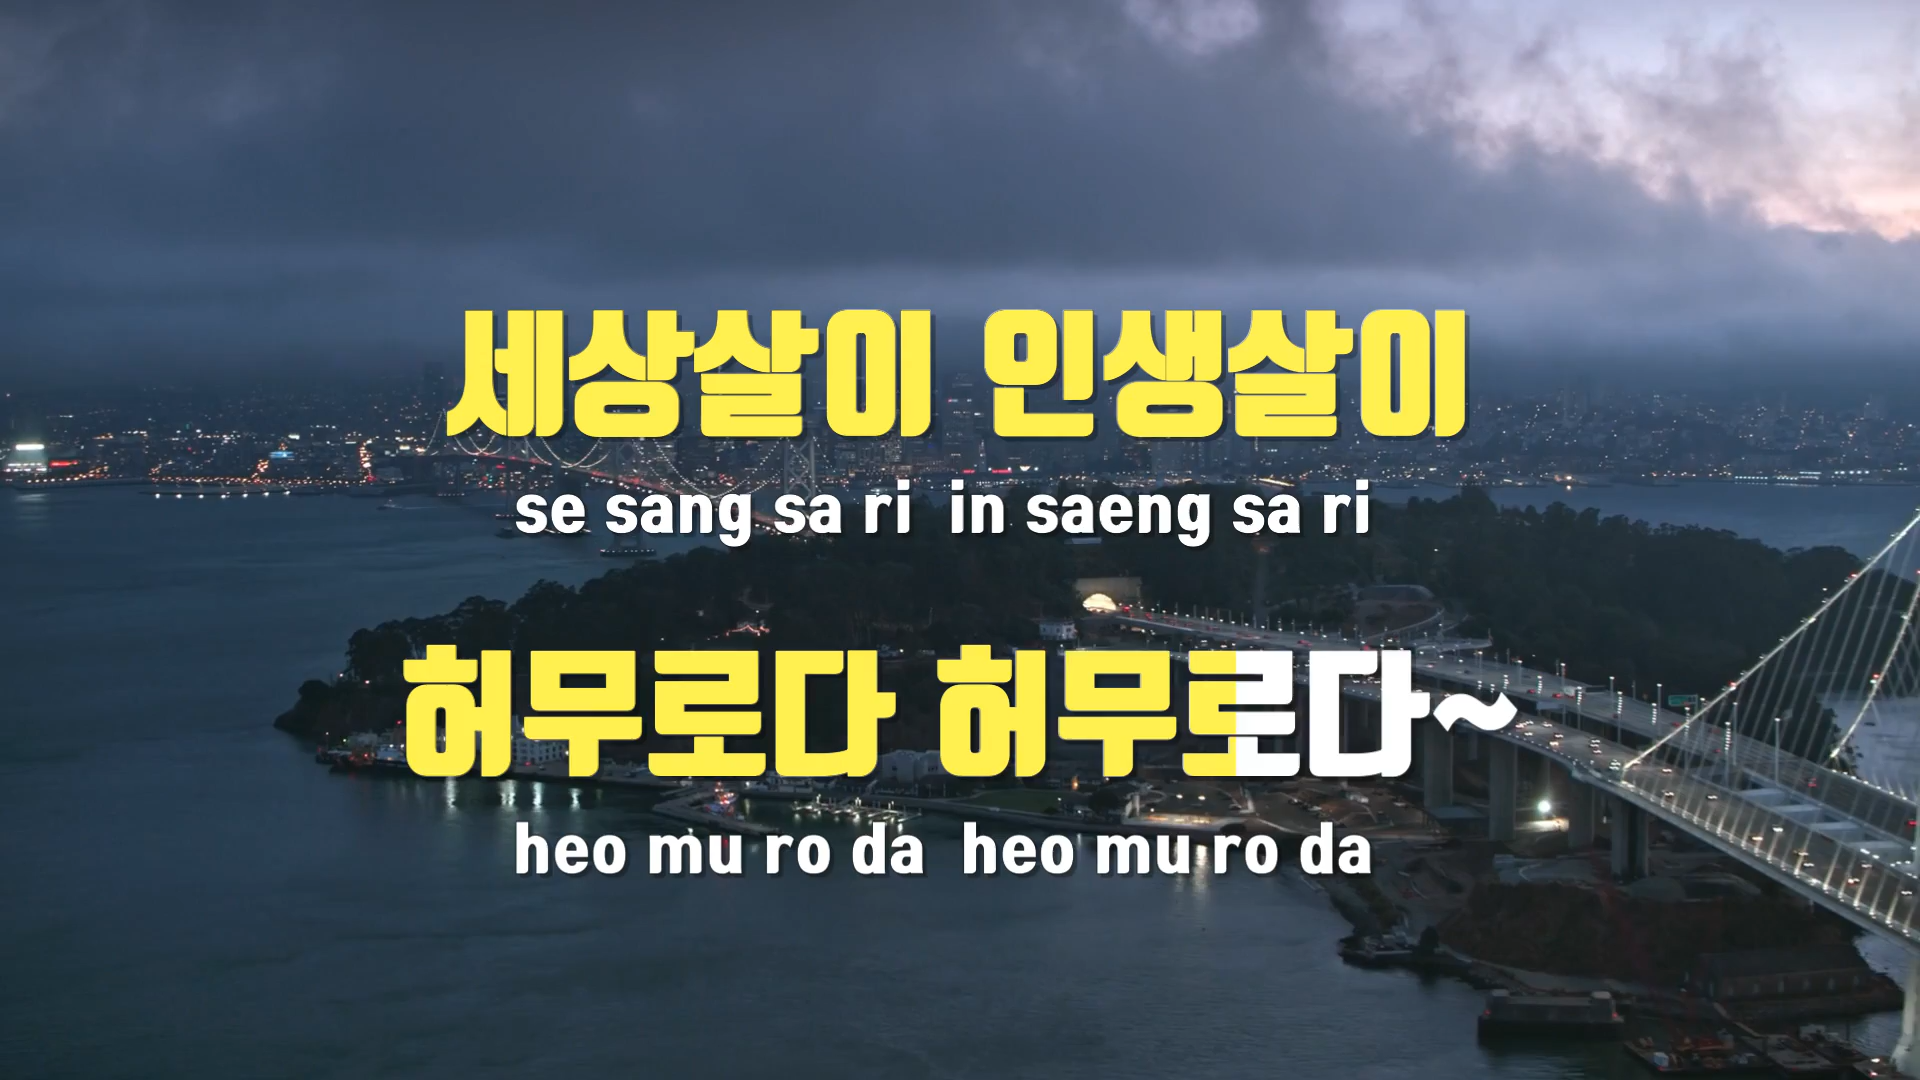 세상살이 인생살이
se sang sa ri in saeng sa ri
허무로다 허무로다~
heo mu ro da heo mu ro da